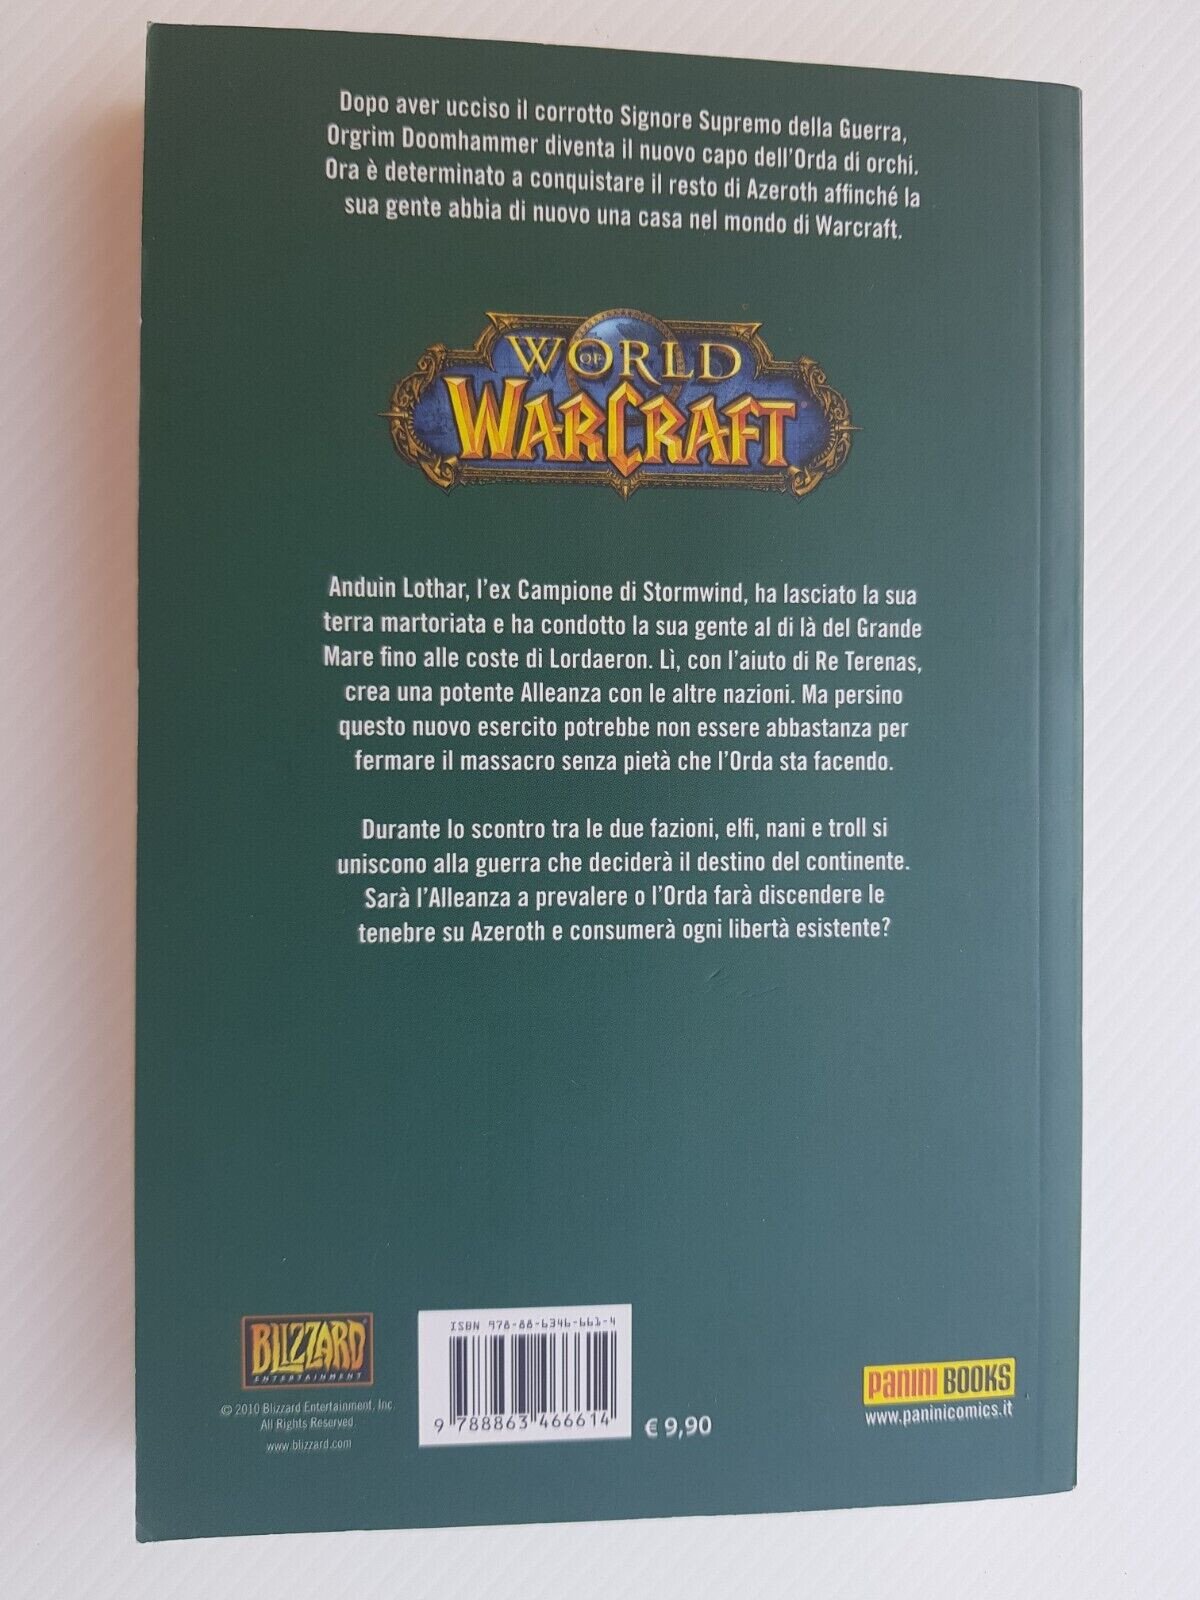 Dopo aver ucciso il corrotto Signore Supremo della Guerra,
Orgrim Doomhammer diventa il nuovo capo dell'Orda di orchi.
Ora è determinato a conquistare il resto di Azeroth affinché la
sua gente abbia di nuovo una casa nel mondo di Warcraft.
WORLD
OF
WARCRAFT
Anduin Lothar, l'ex Campione di Stormwind, ha lasciato la sua
terra martoriata e ha condotto la sua gente al di là del Grande
Mare fino alle coste di Lordaeron. Lì, con l'aiuto di Re Terenas,
crea una potente Alleanza con le altre nazioni. Ma persino
questo nuovo esercito potrebbe non essere abbastanza per
fermare il massacro senza pietà che l'Orda sta facendo.
Durante lo scontro tra le due fazioni, elfi, nani e troll si
uniscono alla guerra che deciderà il destino del continente.
Sarà l'Alleanza a prevalere o l'Orda farà discendere le
tenebre su Azeroth e consumerà ogni libertà esistente?
BLIZZARD
ENTERTAINMENT
© 2010 Blizzard Entertainment, Inc.
All Rights Reserved
www.blizzard.com
ISBN 978-88-6346-661-4
9 788863 466614
€ 9,90
PANINI BOOKS
www.paninicomics.it